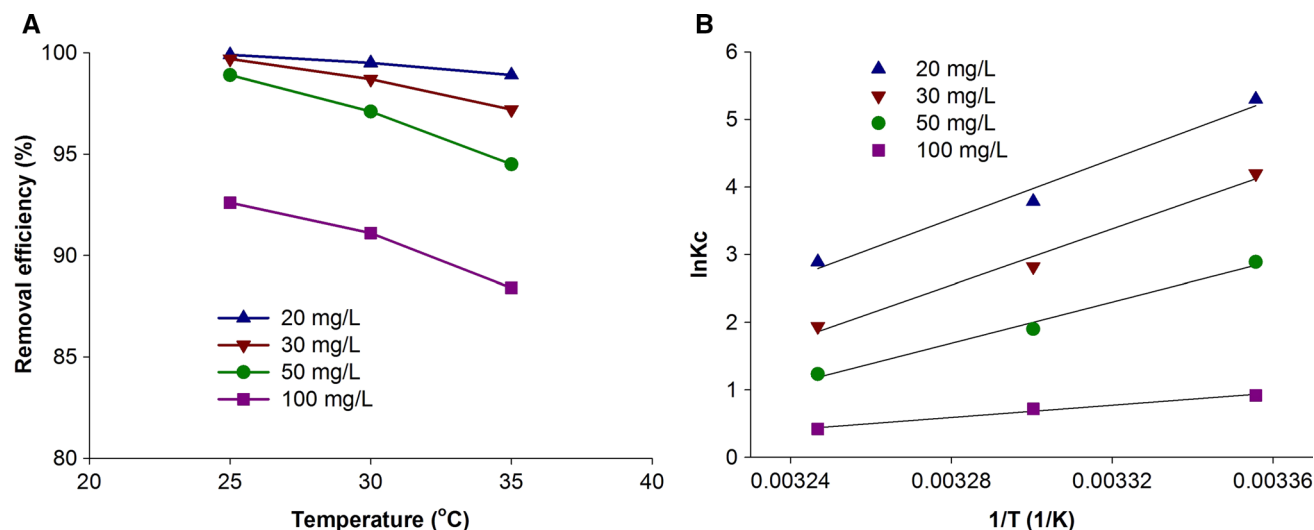 A
Removal efficiency (%)
100
95
90
85
80
20 mg/L
30 mg/L
50 mg/L
100 mg/L
20
25
30
35
40
Temperature (°C)
B
lnKc
6
5
4
3
2
1
0
20 mg/L
30 mg/L
50 mg/L
100 mg/L
0.00324
0.00328
0.00332
0.00336
1/T (1/K)